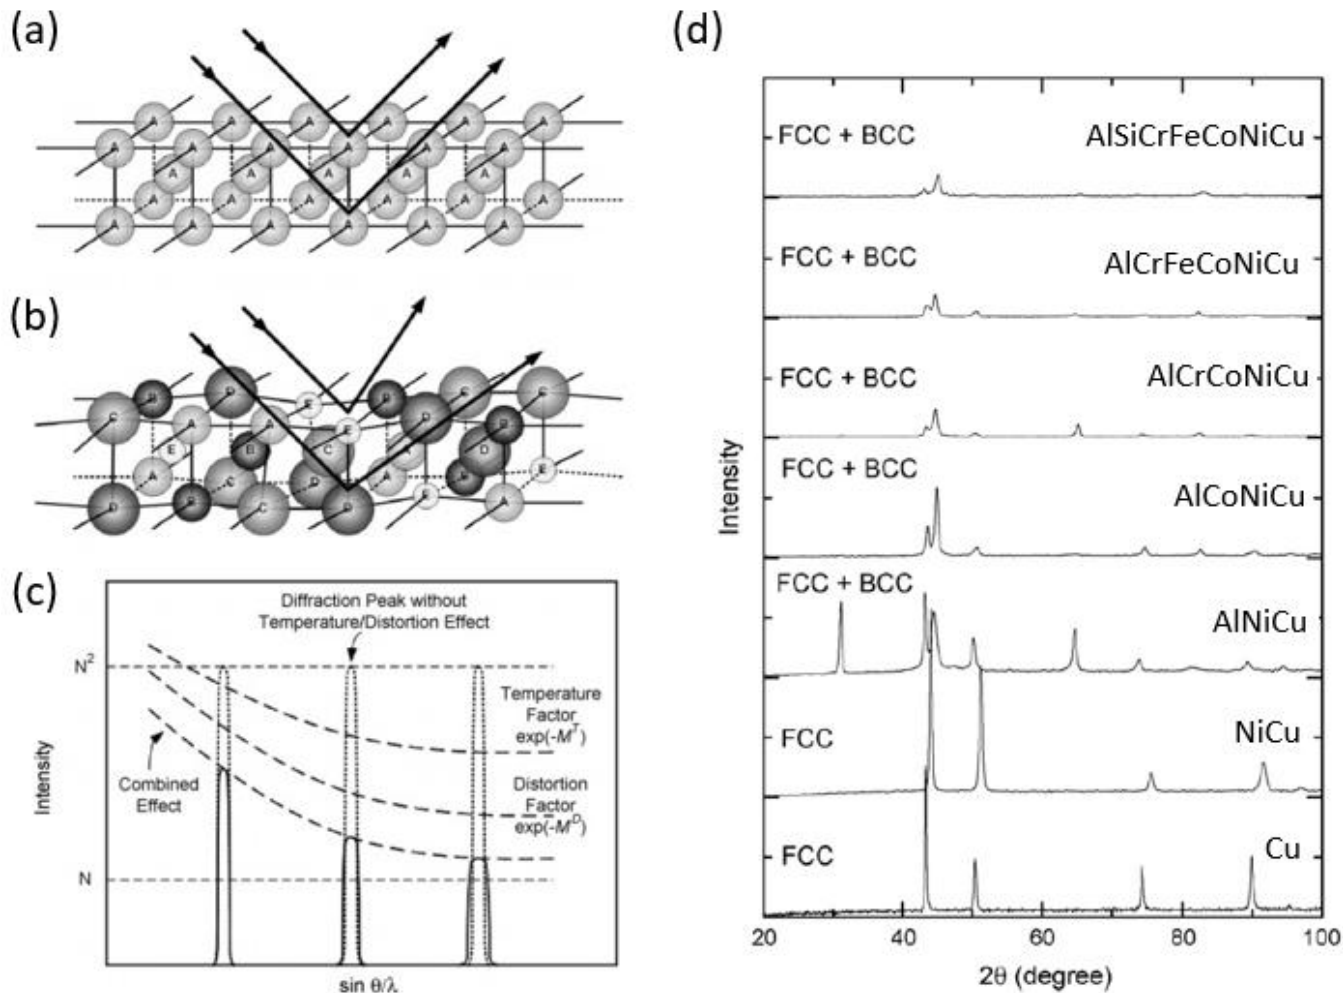 (a)
A A A A A A
A A A A A A
A A A A A
A A A A A A
A A A A A A
(b)
B D E B C C
C A A E D B
E B C A D
A C D A B E
D B C D E A
(c)
Diffraction Peak without
Temperature/Distortion Effect
N²
Temperature
Factor
exp(-Mᵀ)
Combined
Effect
Distortion
Factor
exp(-Mᴰ)
N
Intensity
sin θ/λ
(d)
FCC + BCC AlSiCrFeCoNiCu
FCC + BCC AlCrFeCoNiCu
FCC + BCC AlCrCoNiCu
FCC + BCC AlCoNiCu
FCC + BCC AlNiCu
FCC NiCu
FCC Cu
Intensity
20 40 60 80 100
2θ (degree)